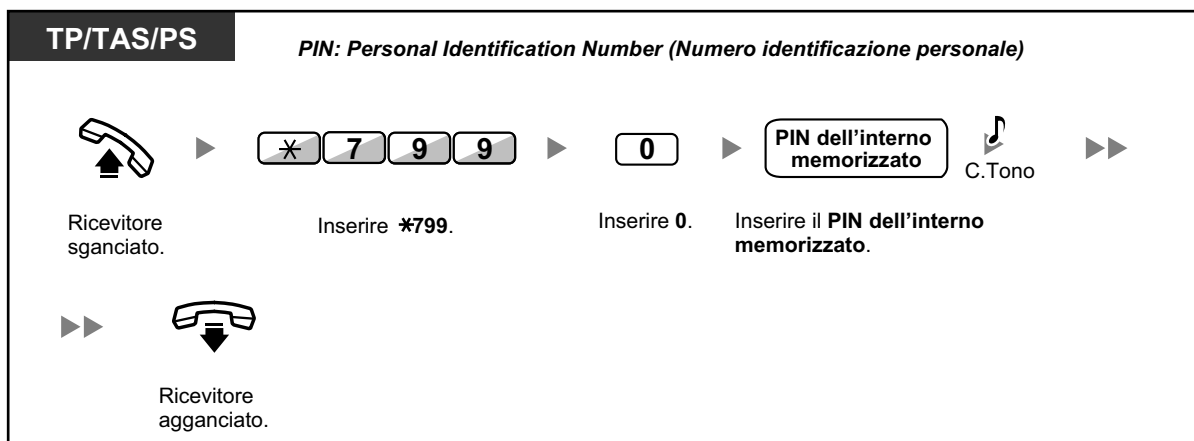 TP/TAS/PS
PIN: Personal Identification Number (Numero identificazione personale)
* 7 9 9
0
PIN dell’interno
memorizzato
C.Tono
Ricevitore
sganciato.
Inserire *799.
Inserire 0.
Inserire il PIN dell’interno
memorizzato.
Ricevitore
agganciato.